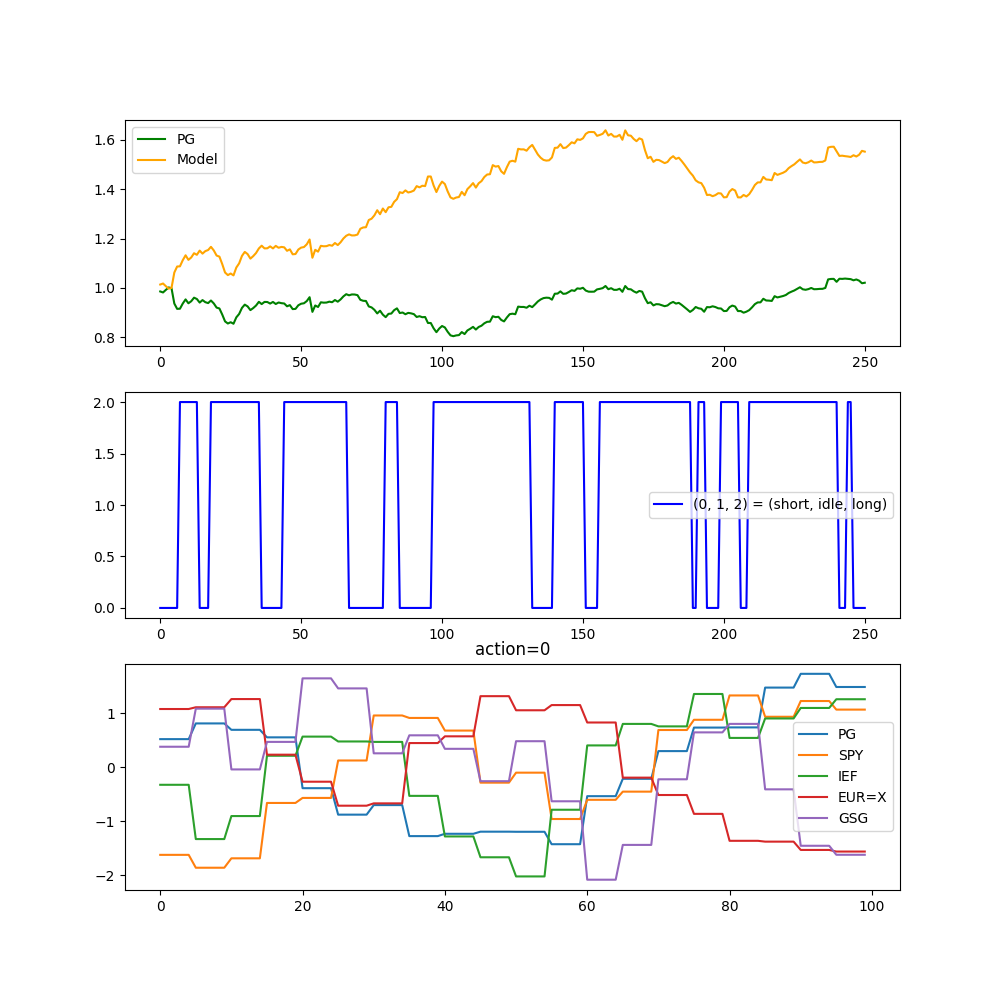 1.6
1.4
1.2
1.0
0.8
PG
Model
0 50 100 150 200 250
2.0
1.5
1.0
0.5
0.0
(0, 1, 2) = (short, idle, long)
0 50 100 150 200 250
action=0
1
0
−1
−2
PG
SPY
IEF
EUR=X
GSG
0 20 40 60 80 100